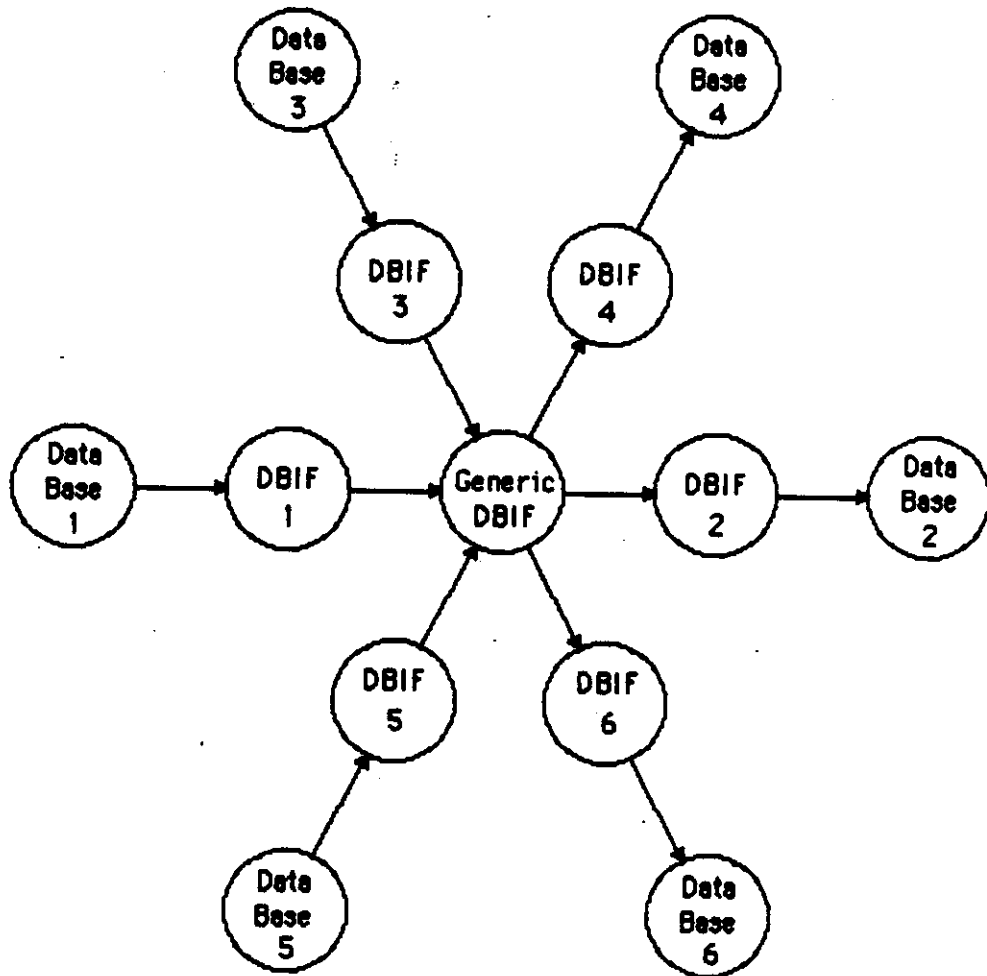 Data
Base
3
Data
Base
4
DBIF
3
DBIF
4
Data
Base
1
DBIF
1
Generic
DBIF
DBIF
2
Data
Base
2
DBIF
5
DBIF
6
Data
Base
5
Data
Base
6